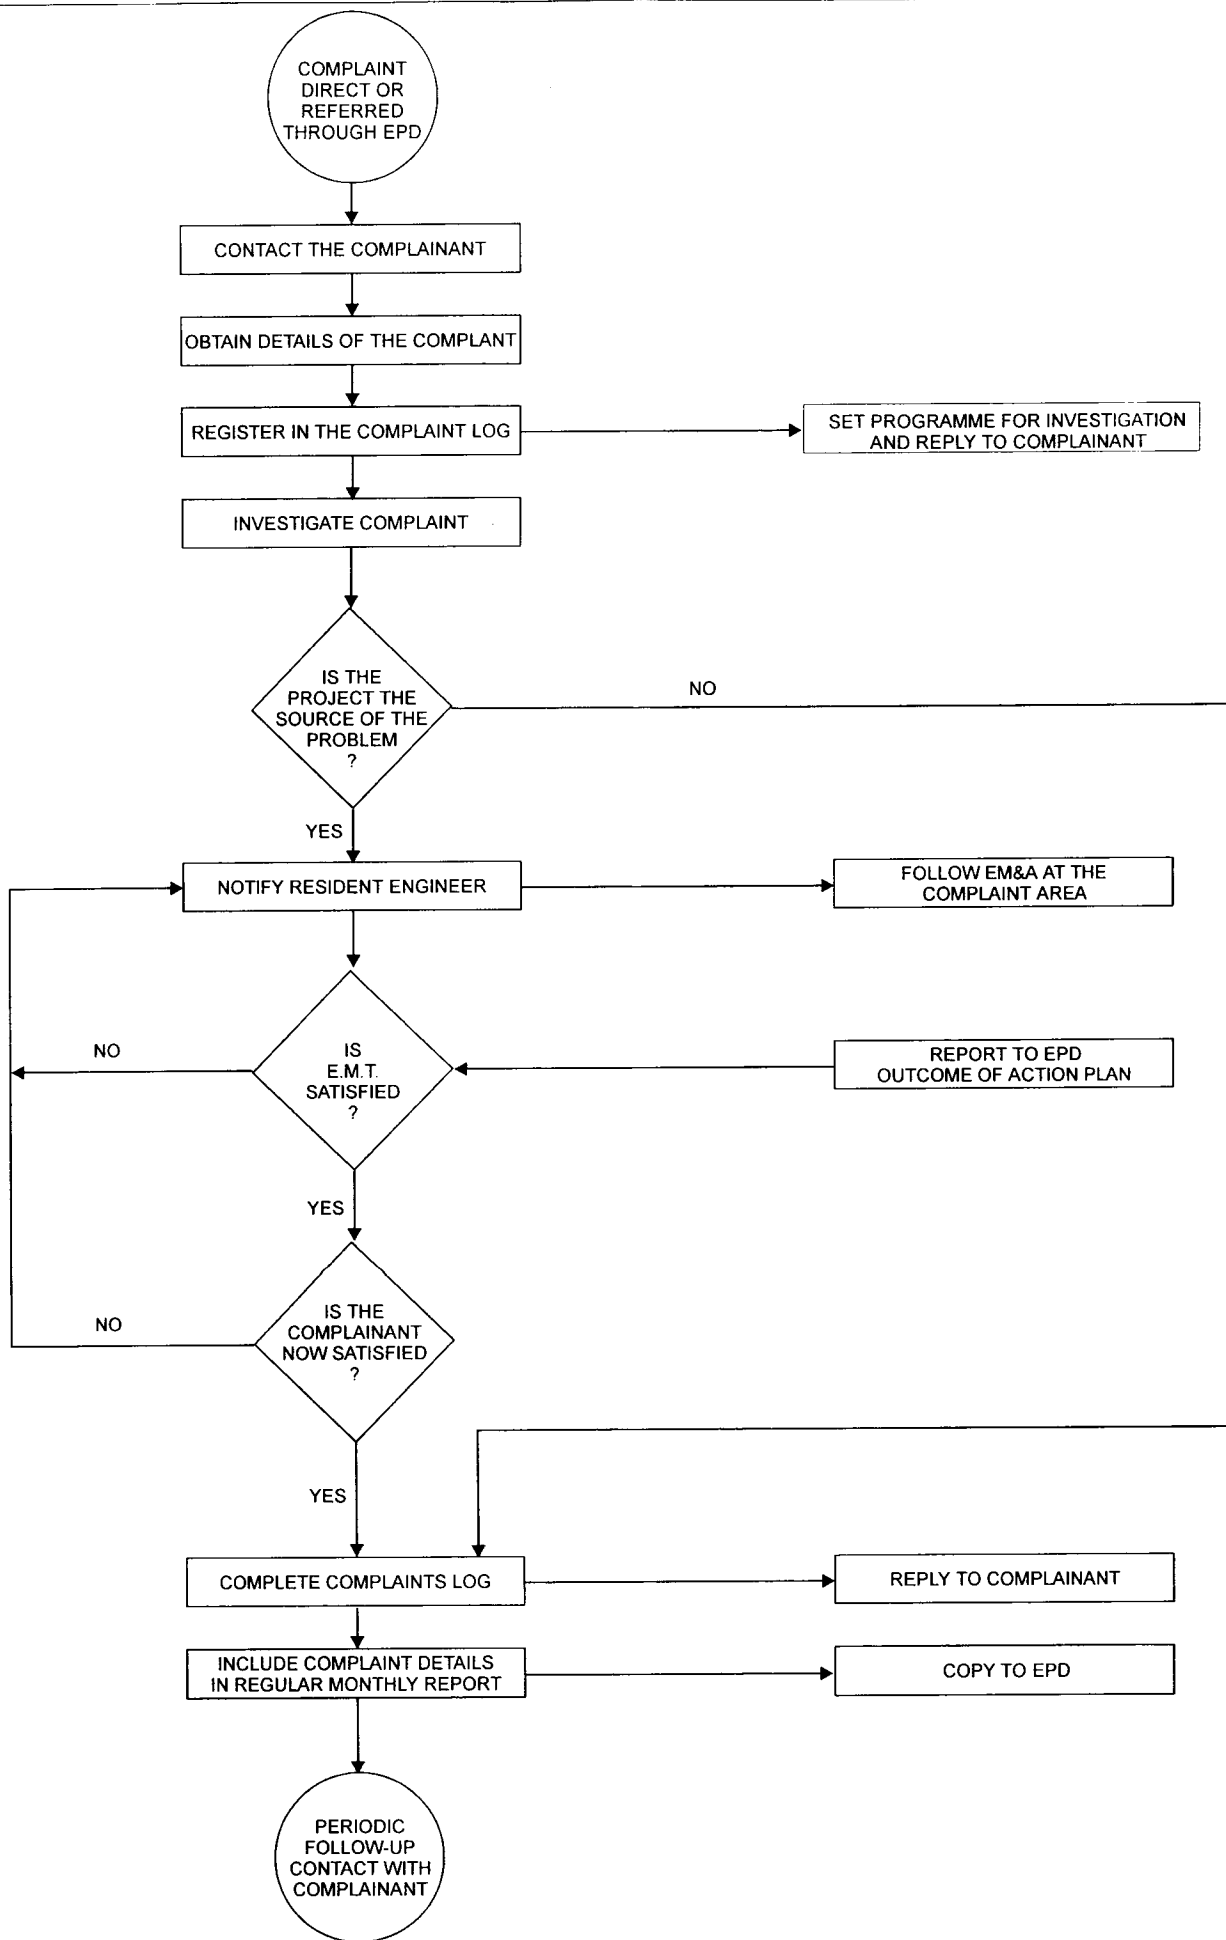 COMPLAINT
DIRECT OR
REFERRED
THROUGH EPD
CONTACT THE COMPLAINANT
OBTAIN DETAILS OF THE COMPLANT
REGISTER IN THE COMPLAINT LOG
SET PROGRAMME FOR INVESTIGATION
AND REPLY TO COMPLAINANT
INVESTIGATE COMPLAINT
IS THE
PROJECT THE
SOURCE OF THE
PROBLEM
?
NO
YES
NOTIFY RESIDENT ENGINEER
FOLLOW EM&A AT THE
COMPLAINT AREA
IS
E.M.T.
SATISFIED
?
NO
REPORT TO EPD
OUTCOME OF ACTION PLAN
YES
IS THE
COMPLAINANT
NOW SATISFIED
?
NO
YES
COMPLETE COMPLAINTS LOG
REPLY TO COMPLAINANT
INCLUDE COMPLAINT DETAILS
IN REGULAR MONTHLY REPORT
COPY TO EPD
PERIODIC
FOLLOW-UP
CONTACT WITH
COMPLAINANT